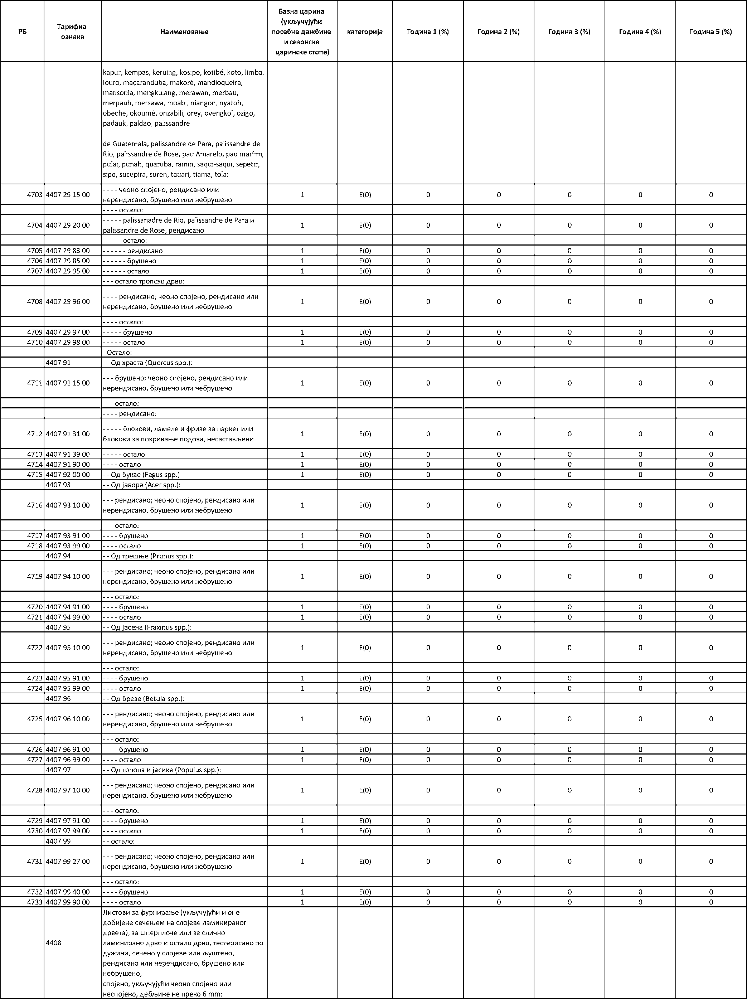 РБ
Тарифна ознака
Наименовање
Базна царина (укључујући посебне дажбине и сезонске царинске стопе)
категорија
Година 1 (%)
Година 2 (%)
Година 3 (%)
Година 4 (%)
Година 5 (%)
kapur, kempas, keruing, kosipo, kotibé, koto, limba,
louro, maçaranduba, makoré, mandioqueira,
mansonia, mengkulang, merawan, merbau,
merpauh, mersawa, moabi, niangon, nyatoh,
obeche, okoumé, onzabili, orey, ovengkol, ozigo,
padauk, paldao, palissandre
de Guatemala, palissandre de Para, palissandre de
Rio, palissandre de Rose, pau Amarelo, pau marfim,
pulai, punah, quaruba, ramin, saqui-saqui, sepetir,
sipo, sucupira, suren, tauari, tiama, tola:
4703 4407 29 15 00 - - - - чеоно спојено, рендисано или
нерендисано, брушено или небрушено 1 E(0) 0 0 0 0 0
- - - - остало:
4704 4407 29 20 00 - - - - - palissanadre de Rio, palissandre de Para и
palissandre de Rose, рендисано 1 E(0) 0 0 0 0 0
- - - - - остало:
4705 4407 29 83 00 - - - - - - рендисано 1 E(0) 0 0 0 0 0
4706 4407 29 85 00 - - - - - - брушено 1 E(0) 0 0 0 0 0
4707 4407 29 95 00 - - - - - - остало 1 E(0) 0 0 0 0 0
- - - остало тропско дрво:
4708 4407 29 96 00 - - - - рендисано; чеоно спојено, рендисано или
нерендисано, брушено или небрушено 1 E(0) 0 0 0 0 0
- - - - остало:
4709 4407 29 97 00 - - - - - брушено 1 E(0) 0 0 0 0 0
4710 4407 29 98 00 - - - - - остало 1 E(0) 0 0 0 0 0
- Остало:
4407 91 - - Од храста (Quercus spp.):
4711 4407 91 15 00 - - - брушено; чеоно спојено, рендисано или
нерендисано, брушено или небрушено 1 E(0) 0 0 0 0 0
- - - остало:
- - - - рендисано:
4712 4407 91 31 00 - - - - - блокови, ламеле и фризе за паркет или
блокови за покривање подова, несастављени 1 E(0) 0 0 0 0 0
4713 4407 91 39 00 - - - - - остало 1 E(0) 0 0 0 0 0
4714 4407 91 90 00 - - - - остало 1 E(0) 0 0 0 0 0
4715 4407 92 00 00 - - Од букве (Fagus spp.) 1 E(0) 0 0 0 0 0
4407 93 - - Од јавора (Acer spp.):
4716 4407 93 10 00 - - - рендисано; чеоно спојено, рендисано или
нерендисано, брушено или небрушено 1 E(0) 0 0 0 0 0
- - - остало:
4717 4407 93 91 00 - - - - брушено 1 E(0) 0 0 0 0 0
4718 4407 93 99 00 - - - - остало 1 E(0) 0 0 0 0 0
4407 94 - - Од трешње (Prunus spp.):
4719 4407 94 10 00 - - - рендисано; чеоно спојено, рендисано или
нерендисано, брушено или небрушено 1 E(0) 0 0 0 0 0
- - - остало:
4720 4407 94 91 00 - - - - брушено 1 E(0) 0 0 0 0 0
4721 4407 94 99 00 - - - - остало 1 E(0) 0 0 0 0 0
4407 95 - - Од јасена (Fraxinus spp.):
4722 4407 95 10 00 - - - рендисано; чеоно спојено, рендисано или
нерендисано, брушено или небрушено 1 E(0) 0 0 0 0 0
- - - остало:
4723 4407 95 91 00 - - - - брушено 1 E(0) 0 0 0 0 0
4724 4407 95 99 00 - - - - остало 1 E(0) 0 0 0 0 0
4407 96 - - Од брезе (Betula spp.):
4725 4407 96 10 00 - - - рендисано; чеоно спојено, рендисано или
нерендисано, брушено или небрушено 1 E(0) 0 0 0 0 0
- - - остало:
4726 4407 96 91 00 - - - - брушено 1 E(0) 0 0 0 0 0
4727 4407 96 99 00 - - - - остало 1 E(0) 0 0 0 0 0
4407 97 - - Од топола и јасике (Populus spp.):
4728 4407 97 10 00 - - - рендисано; чеоно спојено, рендисано или
нерендисано, брушено или небрушено 1 E(0) 0 0 0 0 0
- - - остало:
4729 4407 97 91 00 - - - - брушено 1 E(0) 0 0 0 0 0
4730 4407 97 99 00 - - - - остало 1 E(0) 0 0 0 0 0
4407 99 - - остало:
4731 4407 99 27 00 - - - рендисано; чеоно спојено, рендисано или
нерендисано, брушено или небрушено 1 E(0) 0 0 0 0 0
- - - остало:
4732 4407 99 40 00 - - - - брушено 1 E(0) 0 0 0 0 0
4733 4407 99 90 00 - - - - остало 1 E(0) 0 0 0 0 0
4408
Листови за фурнирање (укључујући и оне
добијене сечењем на слојеве ламинираног
дрвета), за шперплоче или за слично
ламинирано дрво и остало дрво, тестерисано по
дужини, сечено у слојеве или љуштено,
рендисано или нерендисано, брушено или
небрушено,
спојено, укључујући чеоно спојено или
неспојено, дебљине не преко 6 mm: